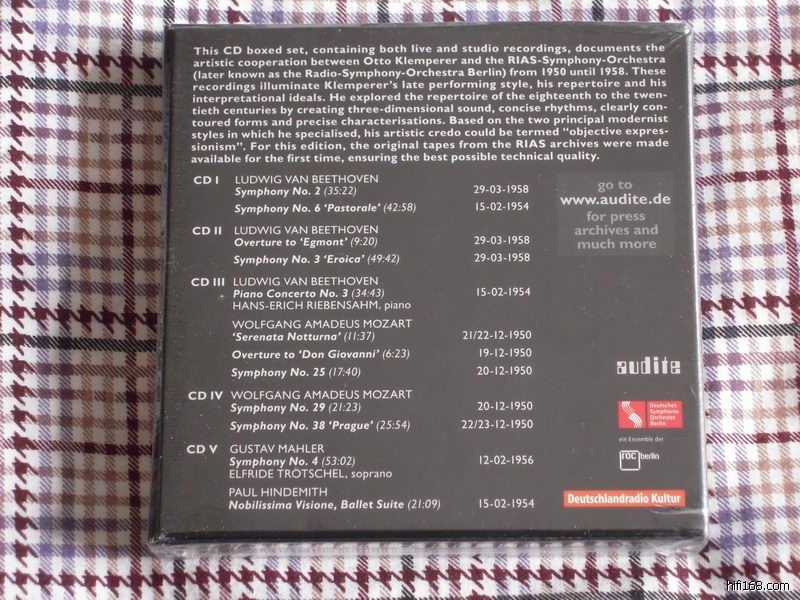 This CD boxed set, containing both live and studio recordings, documents the
artistic cooperation between Otto Klemperer and the RIAS-Symphony-Orchestra
(later known as the Radio-Symphony-Orchestra Berlin) from 1950 until 1958. These
recordings illuminate Klemperer's late performing style, his repertoire and his
interpretational ideals. He explored the repertoire of the eighteenth to the twen-
tieth centuries by creating three-dimensional sound, concise rhythms, clearly con-
toured forms and precise characterisations. Based on the two principal modernist
styles in which he specialised, his artistic credo could be termed "objective expres-
sionism". For this edition, the original tapes from the RIAS archives were made
available for the first time, ensuring the best possible technical quality.
CD I LUDWIG VAN BEETHOVEN
Symphony No. 2 (35:22) 29-03-1958
Symphony No. 6 'Pastorale' (42:58) 15-02-1954
go to
www.audite.de
for press
archives and
much more
CD II LUDWIG VAN BEETHOVEN
Overture to 'Egmont' (9:20) 29-03-1958
Symphony No. 3 'Eroica' (49:42) 29-03-1958
CD III LUDWIG VAN BEETHOVEN
Piano Concerto No. 3 (34:43) 15-02-1954
HANS-ERICH RIEBENSAHM, piano
WOLFGANG AMADEUS MOZART
'Serenata Notturna' (11:37) 21/22-12-1950
Overture to 'Don Giovanni' (6:23) 19-12-1950
Symphony No. 25 (17:40) 20-12-1950
audite
CD IV WOLFGANG AMADEUS MOZART
Symphony No. 29 (21:23) 20-12-1950
Symphony No. 38 'Prague' (25:54) 22/23-12-1950
Deutsches
Symphonie
Orchester
Berlin
ein Ensemble der
roc berlin
CD V GUSTAV MAHLER
Symphony No. 4 (53:02) 12-02-1956
ELFRIDE TRÖTSCHEL, soprano
PAUL HINDEMITH
Nobilissima Visione, Ballet Suite (21:09) 15-02-1954
Deutschlandradio Kultur
hifi168.com